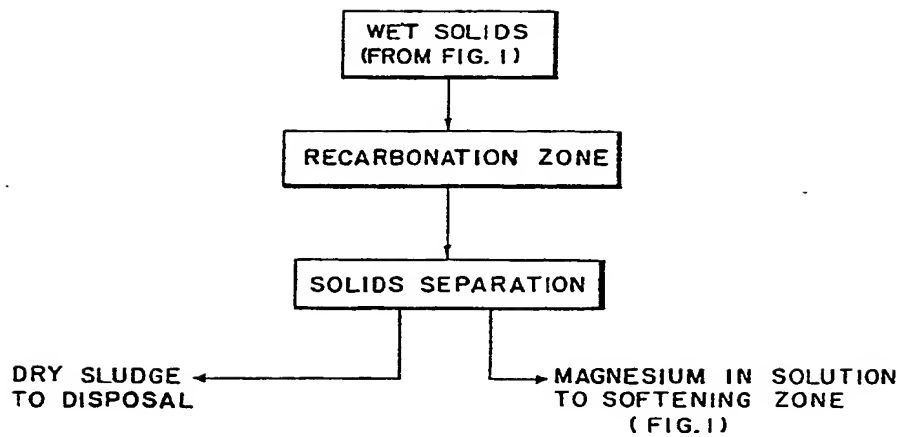 WET SOLIDS
(FROM FIG. 1)
RECARBONATION ZONE
SOLIDS SEPARATION
DRY SLUDGE
TO DISPOSAL
MAGNESIUM IN SOLUTION
TO SOFTENING ZONE
(FIG.1)